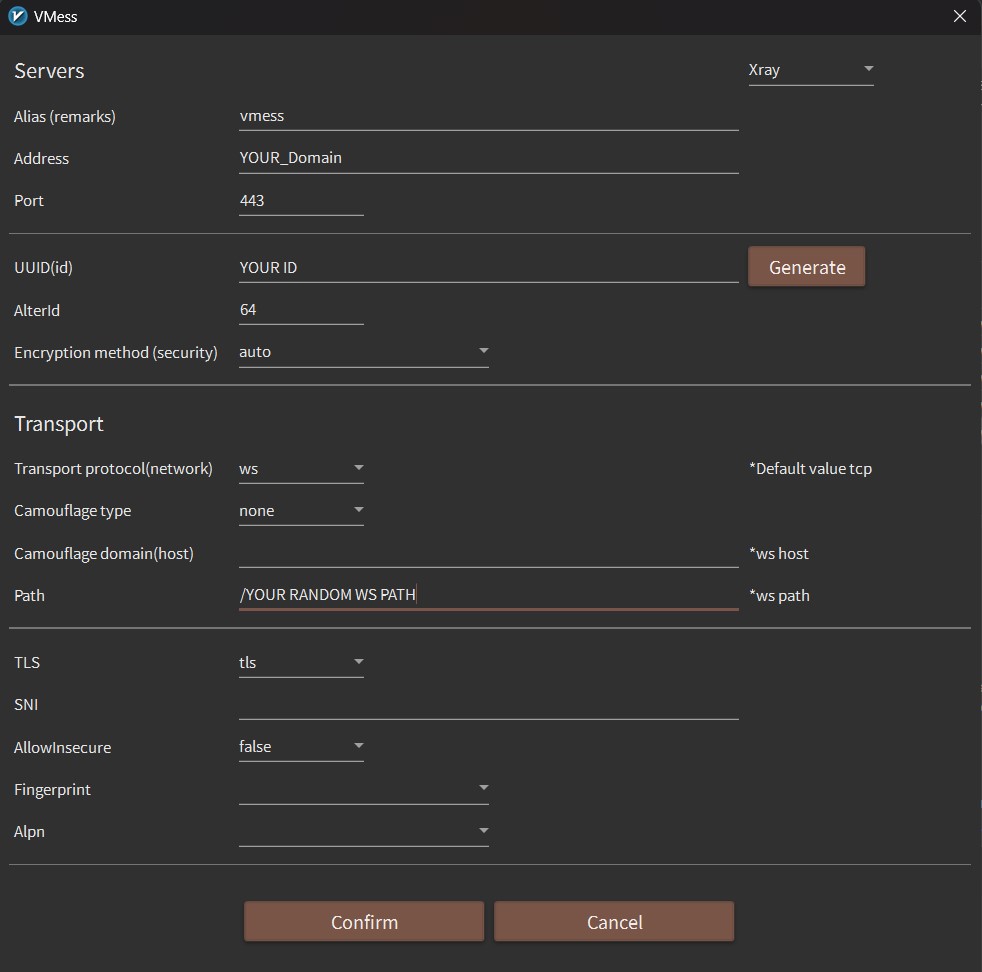 VMess
Servers
Xray
Alias (remarks)
vmess
Address
YOUR_Domain
Port
443
UUID(id)
YOUR ID
Generate
AlterId
64
Encryption method (security)
auto
Transport
Transport protocol(network)
ws
*Default value tcp
Camouflage type
none
Camouflage domain(host)
*ws host
Path
/YOUR RANDOM WS PATH
*ws path
TLS
tls
SNI
AllowInsecure
false
Fingerprint
Alpn
Confirm
Cancel